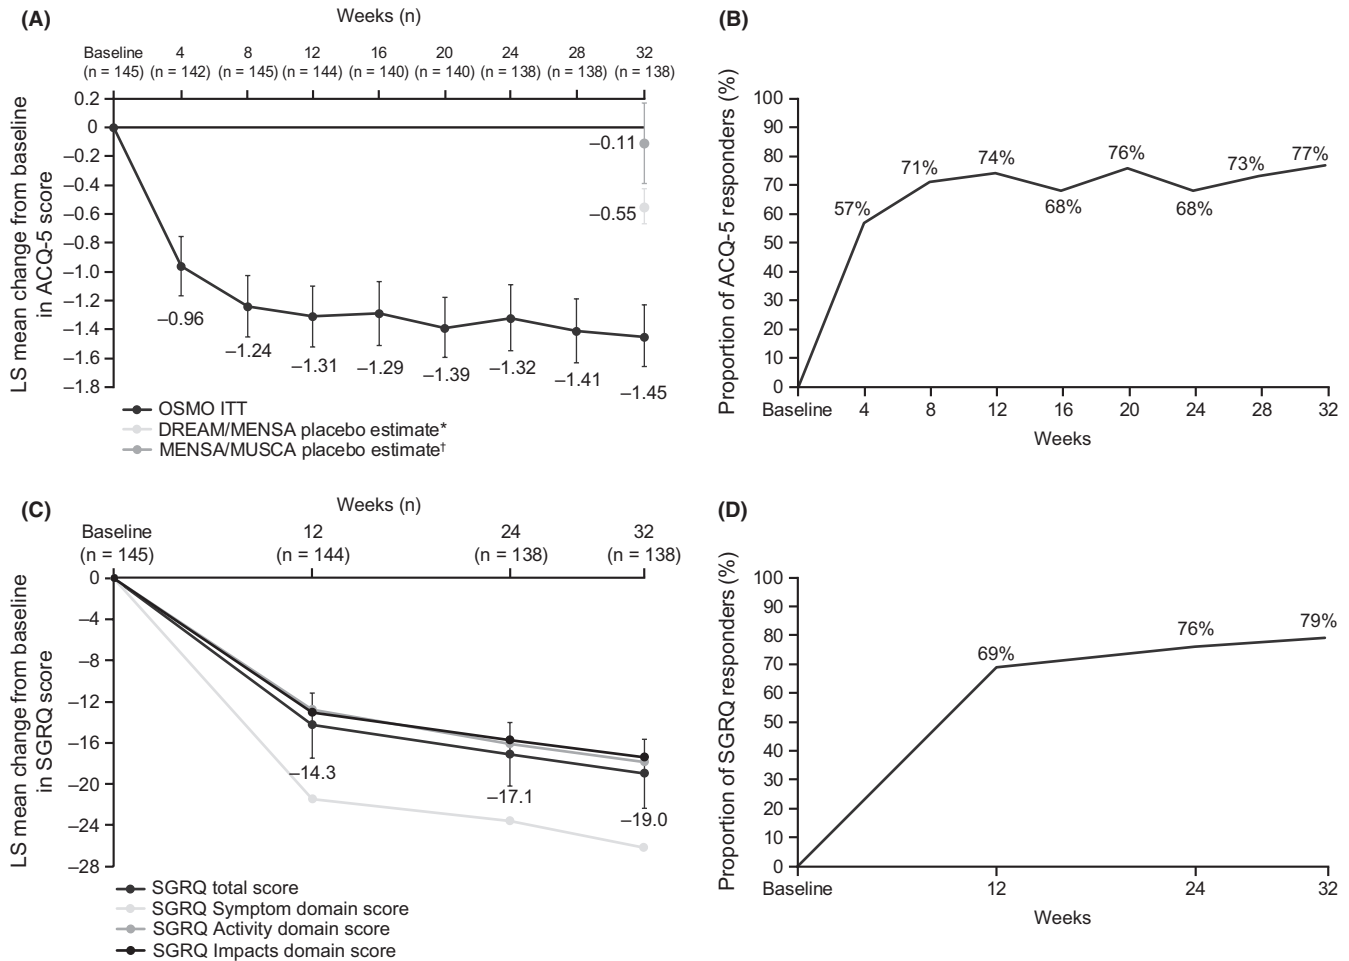 (A)
Weeks (n)
Baseline 4 8 12 16 20 24 28 32
(n = 145) (n = 142) (n = 145) (n = 144) (n = 140) (n = 140) (n = 138) (n = 138) (n = 138)
LS mean change from baseline
in ACQ-5 score
0.2
0
–0.2
–0.4
–0.6
–0.8
–1.0
–1.2
–1.4
–1.6
–1.8
–0.11
–0.55
–0.96
–1.24
–1.31
–1.29
–1.39
–1.32
–1.41
–1.45
OSMO ITT
DREAM/MENSA placebo estimate*
MENSA/MUSCA placebo estimate†
(B)
Proportion of ACQ-5 responders (%)
100
90
80
70
60
50
40
30
20
10
0
57%
71%
74%
68%
76%
68%
73%
77%
Baseline 4 8 12 16 20 24 28 32
Weeks
(C)
Weeks (n)
Baseline 12 24 32
(n = 145) (n = 144) (n = 138) (n = 138)
LS mean change from baseline
in SGRQ score
0
–4
–8
–12
–16
–20
–24
–28
–14.3
–17.1
–19.0
SGRQ total score
SGRQ Symptom domain score
SGRQ Activity domain score
SGRQ Impacts domain score
(D)
Proportion of SGRQ responders (%)
100
90
80
70
60
50
40
30
20
10
0
69%
76%
79%
Baseline 12 24 32
Weeks